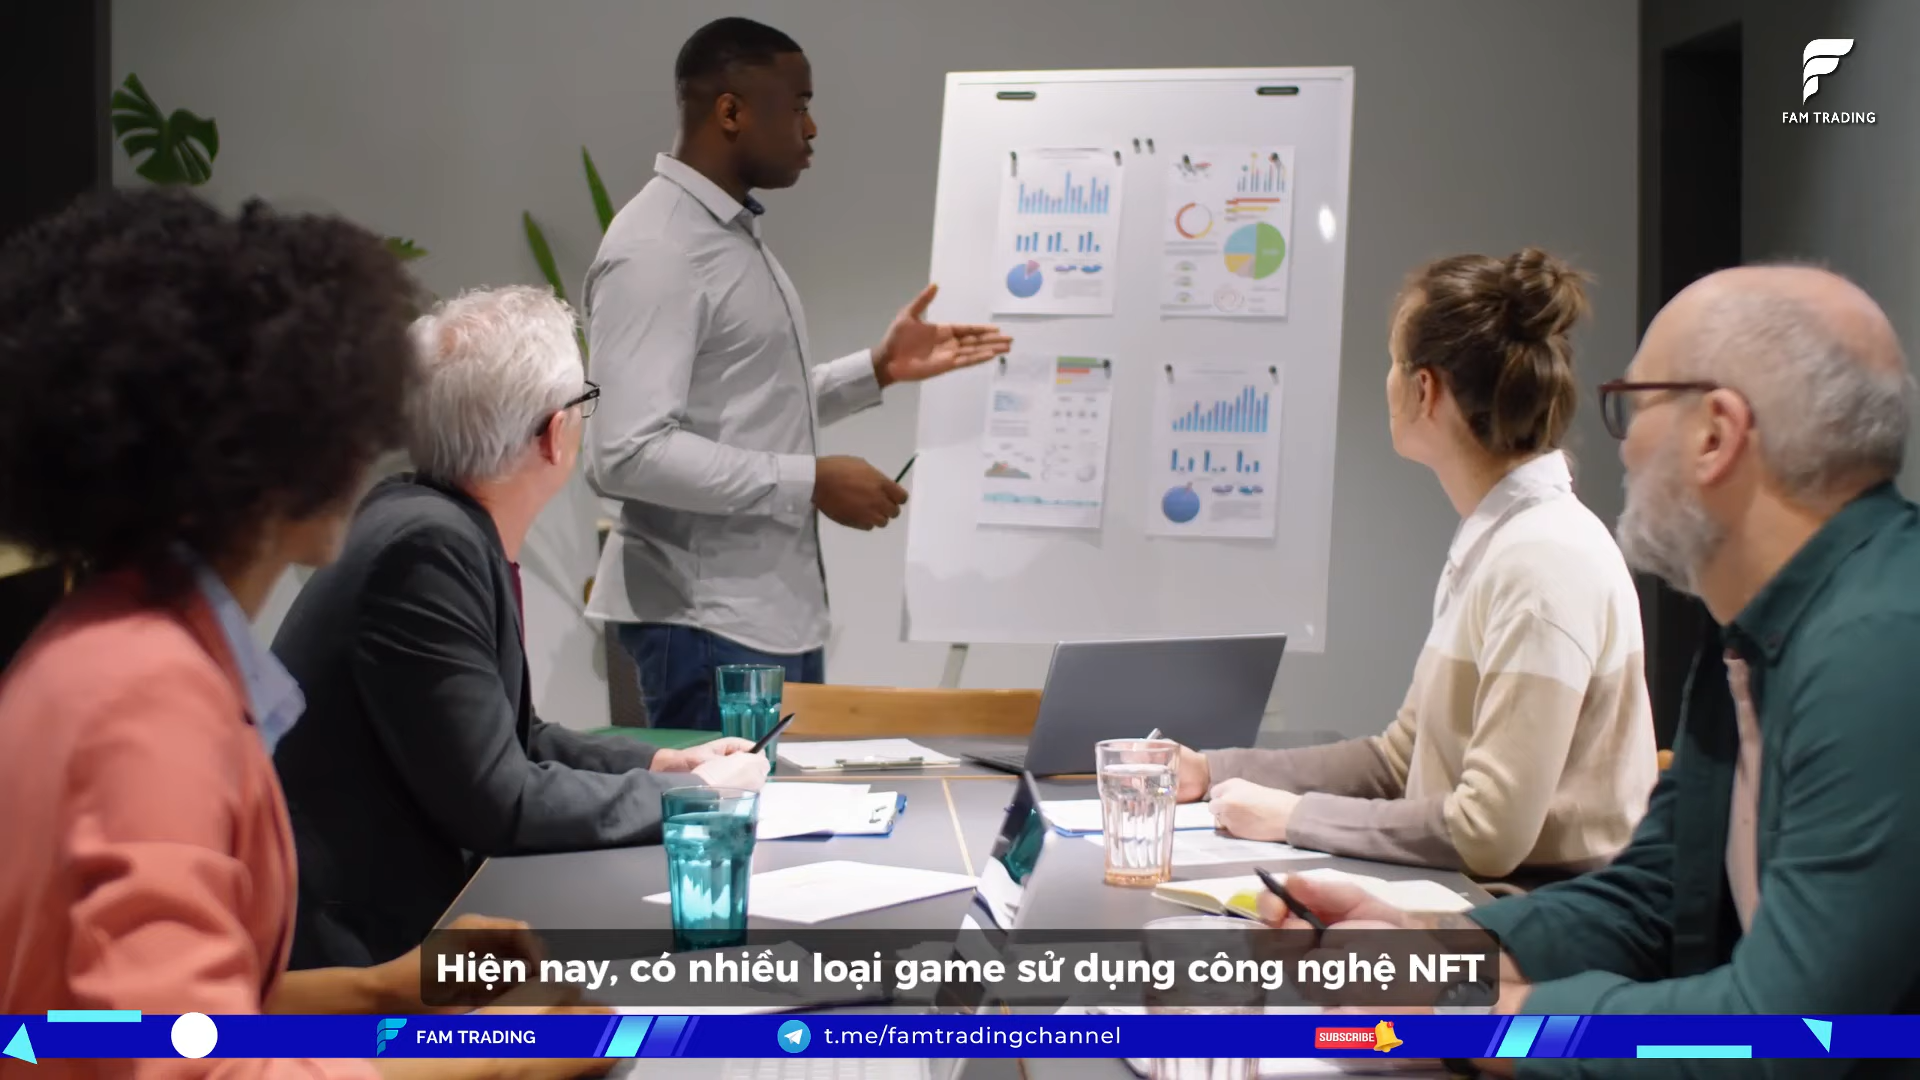 FAM TRADING
Hiện nay, có nhiều loại game sử dụng công nghệ NFT
FAM TRADING
t.me/famtradingchannel
SUBSCRIBE